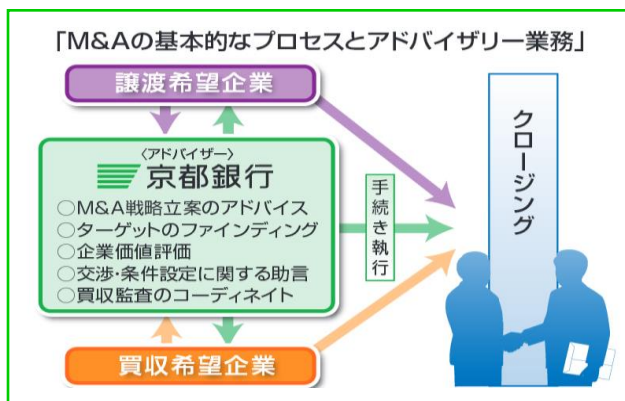 「M&Aの基本的なプロセスとアドバイザリー業務」
譲渡希望企業
〈アドバイザー〉
京都銀行
○M&A戦略立案のアドバイス
○ターゲットのファインディング
○企業価値評価
○交渉・条件設定に関する助言
○買収監査のコーディネイト
手続き執行
クロージング
買収希望企業